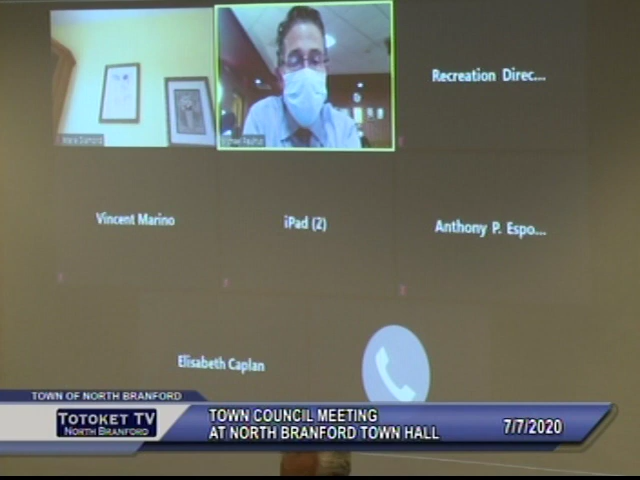 Recreation Direc...
Vincent Marino
iPad (2)
Anthony P. Espo...
Elisabeth Caplan
TOWN OF NORTH BRANFORD
TOTOKET TV
NORTH BRANFORD
TOWN COUNCIL MEETING
AT NORTH BRANFORD TOWN HALL
7/7/2020